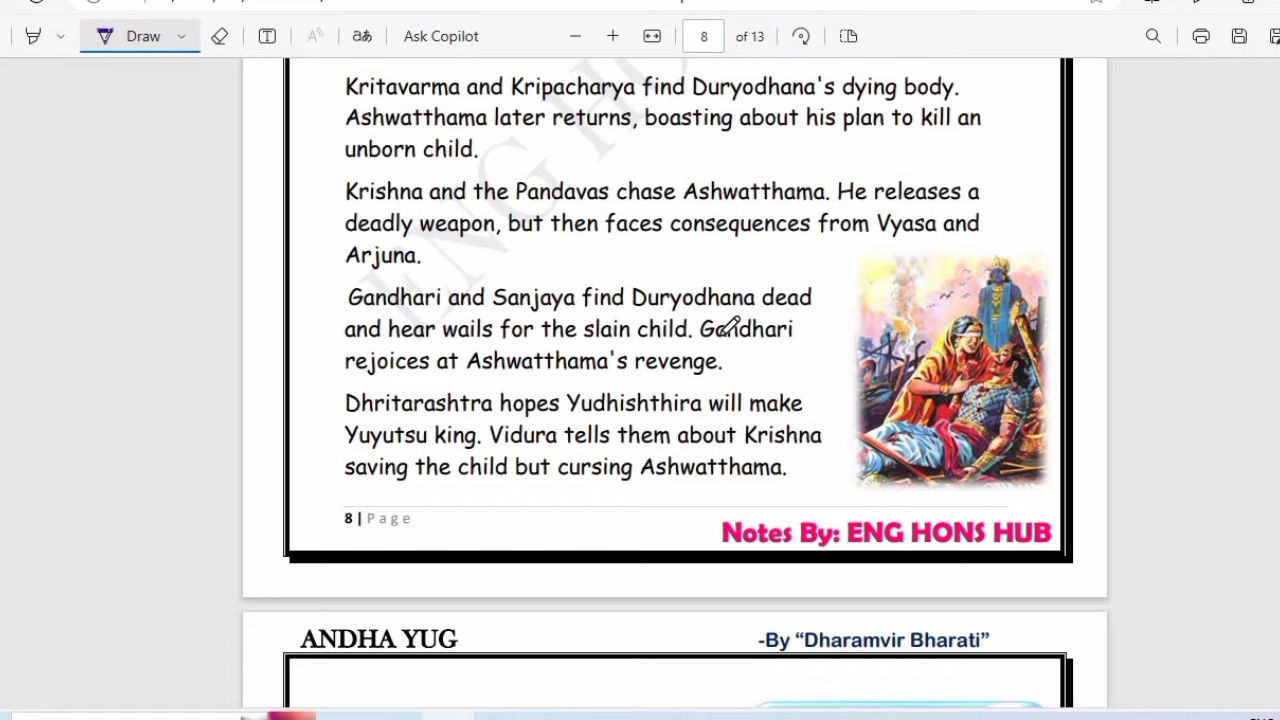 Draw
aあ
Ask Copilot
8
of 13
Kritavarma and Kripacharya find Duryodhana's dying body.
Ashwatthama later returns, boasting about his plan to kill an
unborn child.
Krishna and the Pandavas chase Ashwatthama. He releases a
deadly weapon, but then faces consequences from Vyasa and
Arjuna.
Gandhari and Sanjaya find Duryodhana dead
and hear wails for the slain child. Gandhari
rejoices at Ashwatthama's revenge.
Dhritarashtra hopes Yudhishthira will make
Yuyutsu king. Vidura tells them about Krishna
saving the child but cursing Ashwatthama.
8 | Page
Notes By: ENG HONS HUB
ANDHA YUG
-By “Dharamvir Bharati”